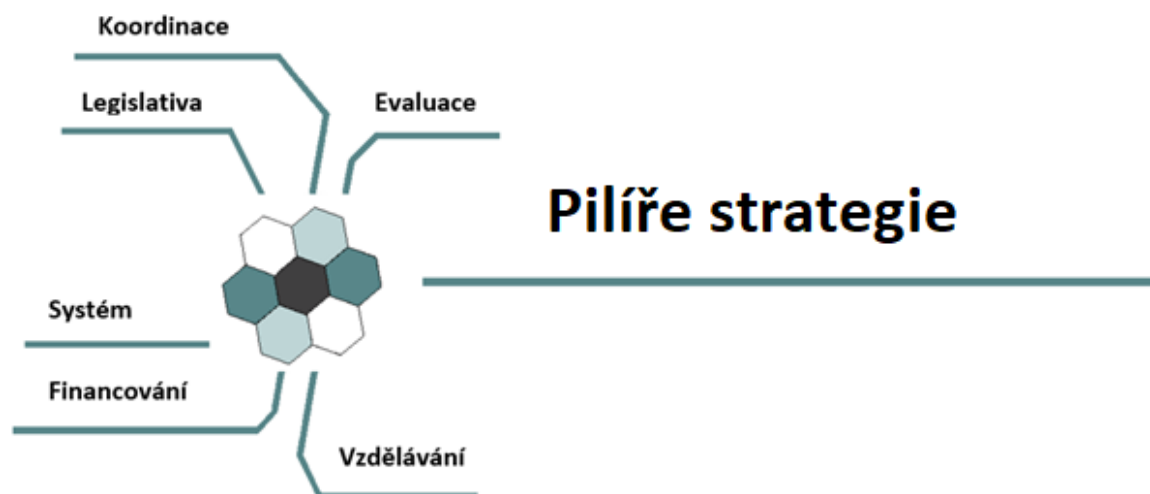 Koordinace
Legislativa
Evaluace
Pilíře strategie
Systém
Financování
Vzdělávání